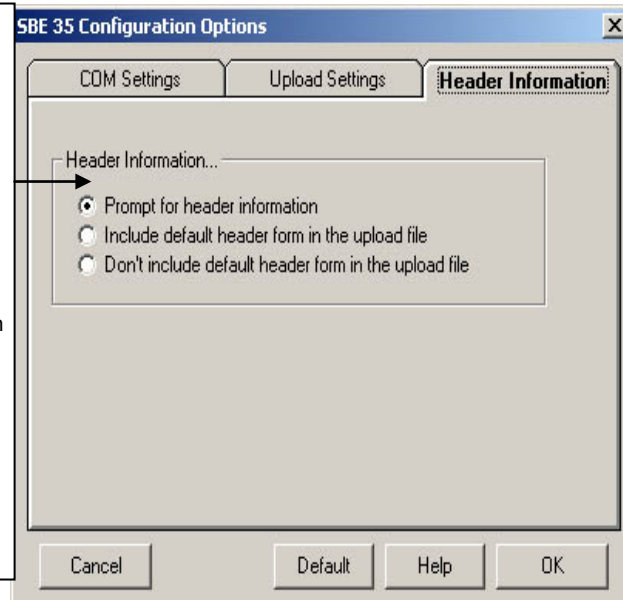 SBE 35 Configuration Options
COM Settings
Upload Settings
Header Information
Header Information...
Prompt for header information
Include default header form in the upload file
Don't include default header form in the upload file
Cancel
Default
Help
OK